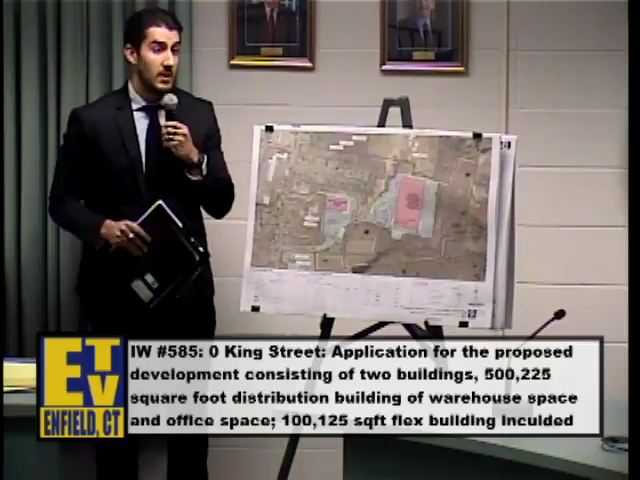 ETV
ENFIELD, CT
IW #585: 0 King Street: Application for the proposed
development consisting of two buildings, 500,225
square foot distribution building of warehouse space
and office space; 100,125 sqft flex building inculded